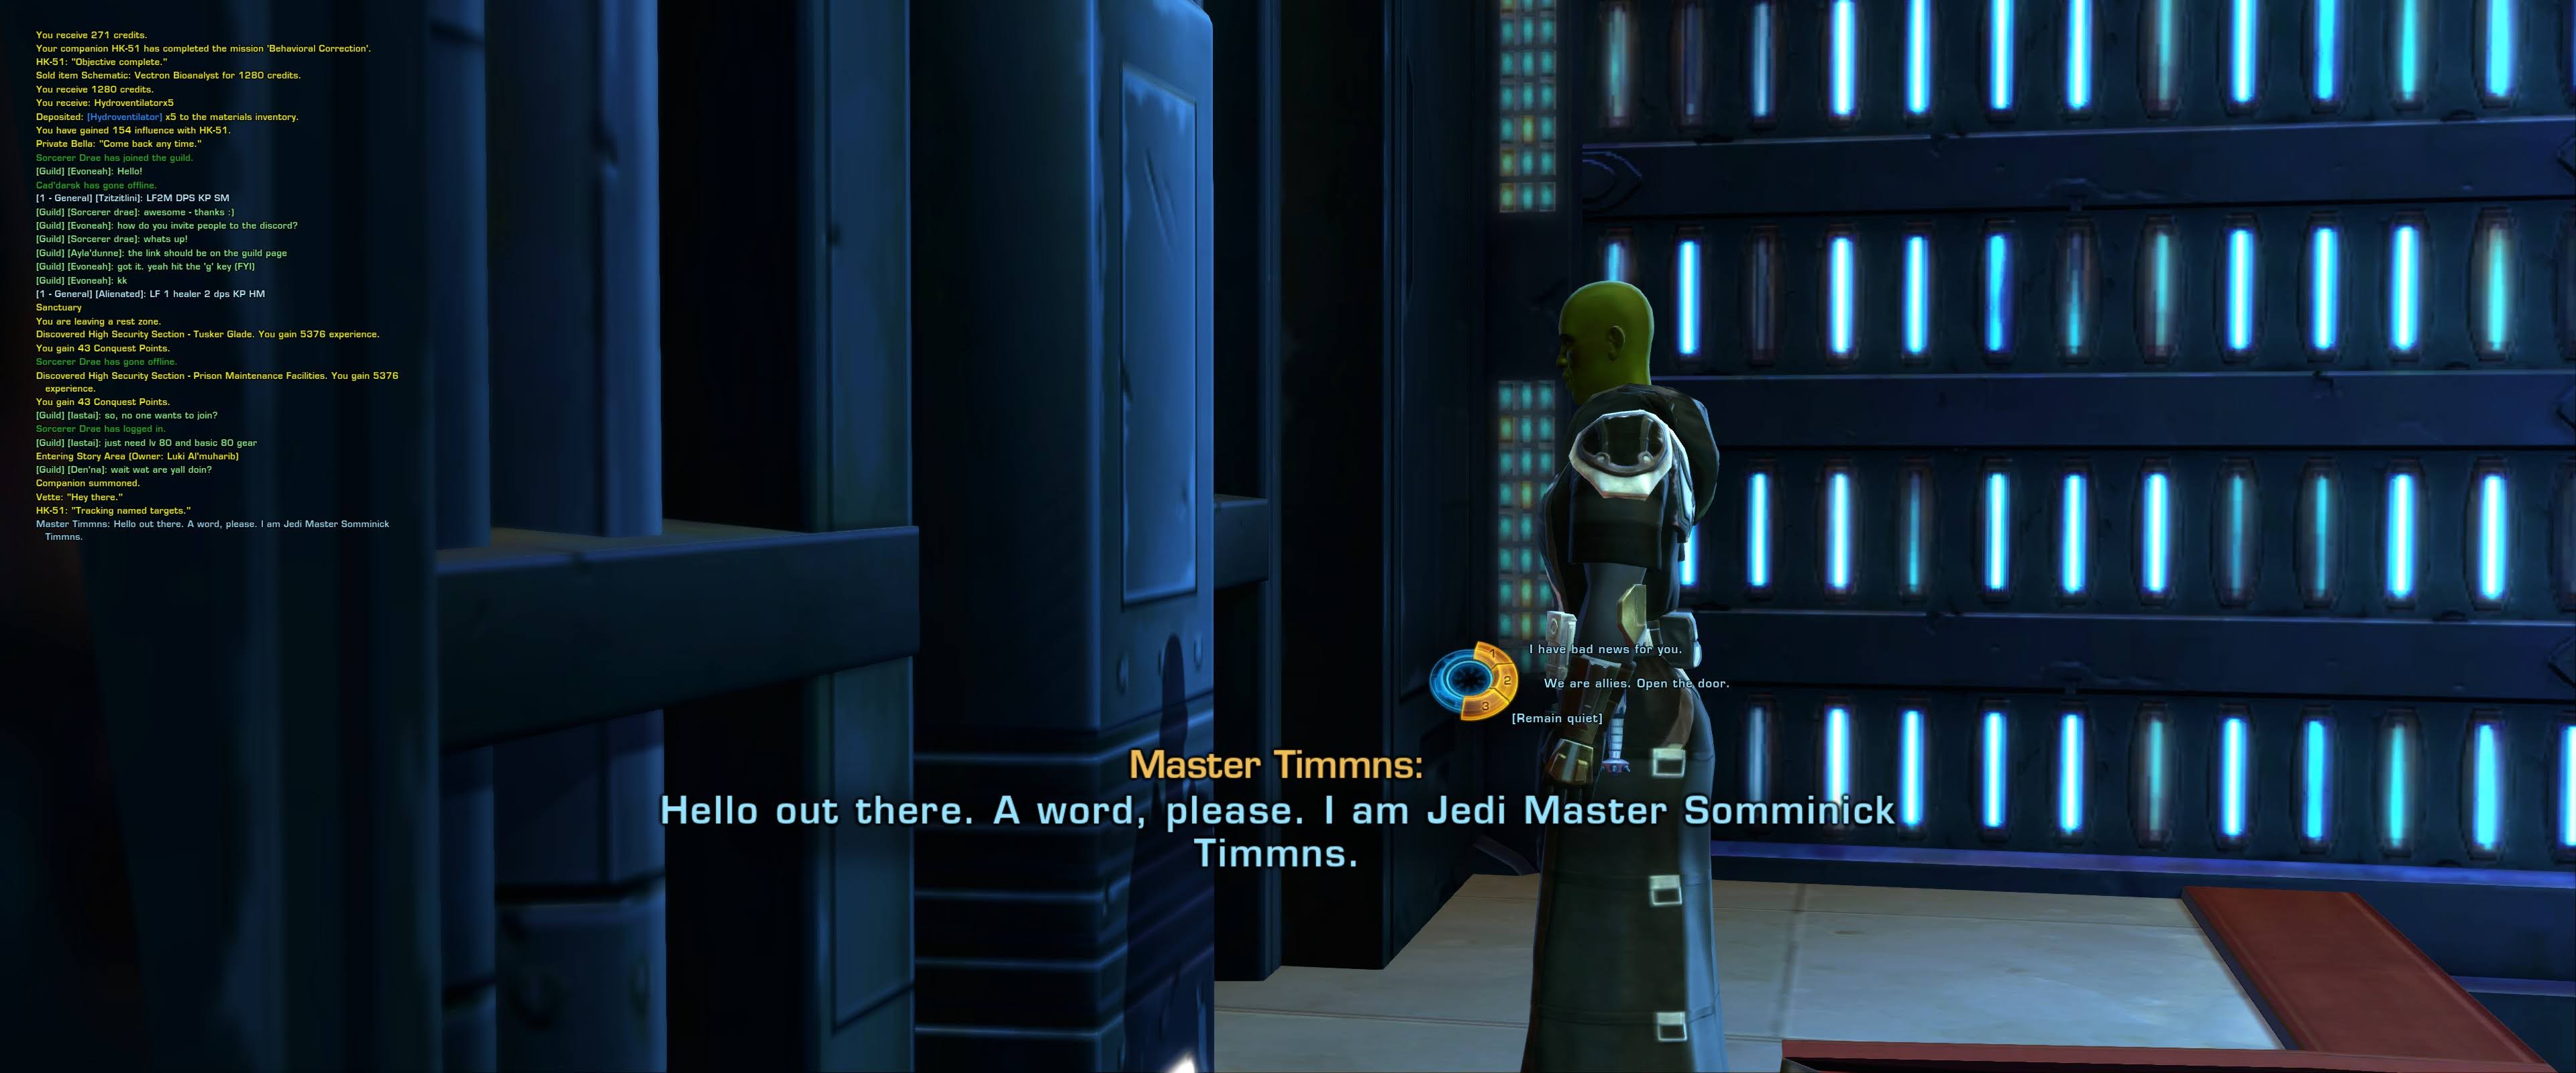 You receive 271 credits.
Your companion HK-51 has completed the mission 'Behavioral Correction'.
HK-51: "Objective complete."
Sold item Schematic: Vectron Bioanalyst for 1280 credits.
You receive 1280 credits.
You receive: Hydroventilatorx5
Deposited: [Hydroventilator] x5 to the materials inventory.
You have gained 154 influence with HK-51.
Private Bella: "Come back any time."
Sorcerer Drae has joined the guild.
[Guild] [Evoneah]: Hello!
Cad'darsk has gone offline.
[1 - General] [Tzitzitlini]: LF2M DPS KP SM
[Guild] [Sorcerer drae]: awesome - thanks :)
[Guild] [Evoneah]: how do you invite people to the discord?
[Guild] [Sorcerer drae]: whats up!
[Guild] [Ayla'dunne]: the link should be on the guild page
[Guild] [Evoneah]: got it. yeah hit the 'g' key (FYI)
[Guild] [Evoneah]: kk
[1 - General] [Alienated]: LF 1 healer 2 dps KP HM
Sanctuary
You are leaving a rest zone.
Discovered High Security Section - Tusker Glade. You gain 5376 experience.
You gain 43 Conquest Points.
Sorcerer Drae has gone offline.
Discovered High Security Section - Prison Maintenance Facilities. You gain 5376
experience.
You gain 43 Conquest Points.
[Guild] [Iastai]: so, no one wants to join?
Sorcerer Drae has logged in.
[Guild] [Iastai]: just need lv 80 and basic 80 gear
Entering Story Area (Owner: Luki Al'muharib)
[Guild] [Den'na]: wait wat are yall doin?
Companion summoned.
Vette: "Hey there."
HK-51: "Tracking named targets."
Master Timmns: Hello out there. A word, please. I am Jedi Master Somminick
Timmns.
1 I have bad news for you.
2 We are allies. Open the door.
3 [Remain quiet]
Master Timmns:
Hello out there. A word, please. I am Jedi Master Somminick
Timmns.